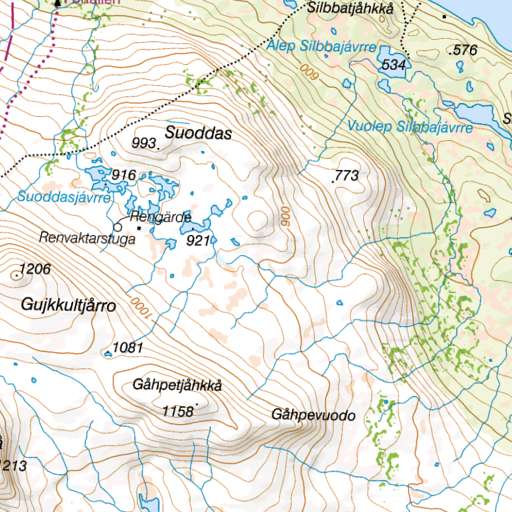 Silbbatjåhkkå
Alep Silbbajávrre
576
534
600
Suoddas
993
Vuolep Silbbajávrre
916
773
Suoddasjávrre
Rengärde
900
Renvaktarstuga
921
1206
Gujkkultjårro
1000
1081
Gåhpetjåhkkå
1158
Gåhpevuodo
1213